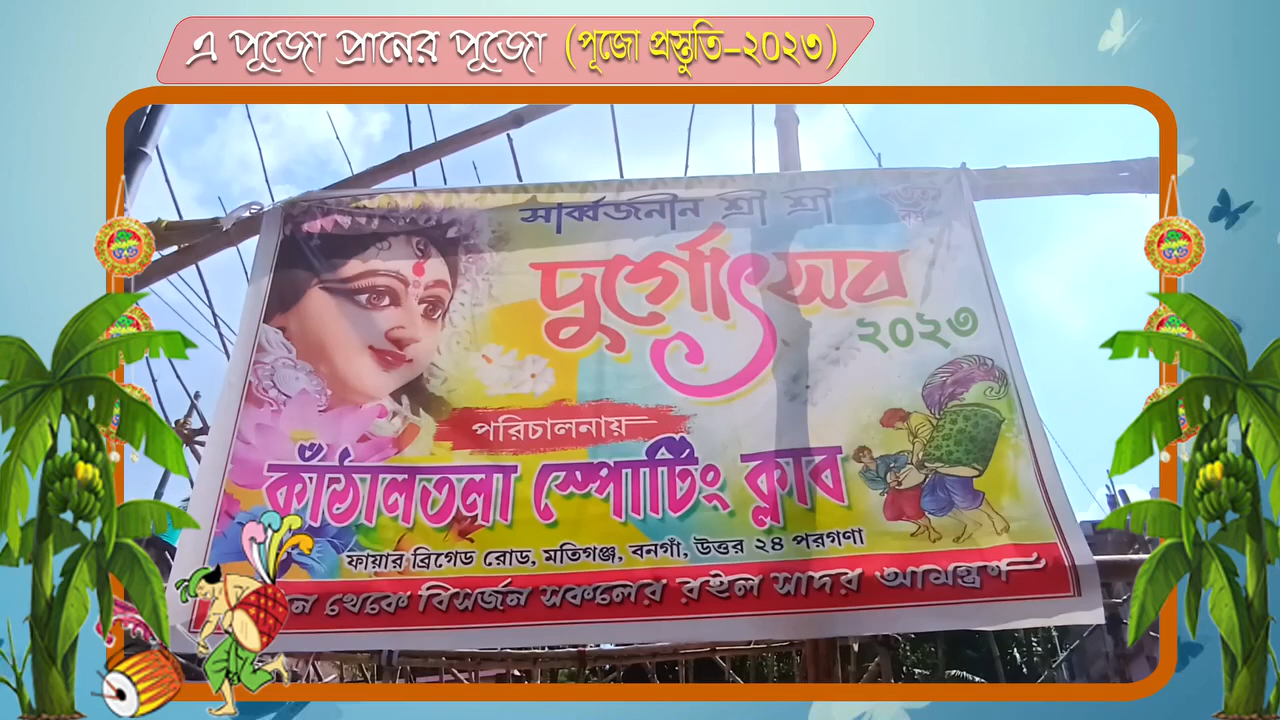 এ পূজো প্রানের পূজো (পূজো প্রস্তুতি–২০২৩)
সার্ব্বজনীন শ্রী শ্রী
দুর্গোৎসব
২০২৩
পরিচালনায়
কাঁঠালতলা স্পোর্টিং ক্লাব
ফায়ার ব্রিগেড রোড, মতিগঞ্জ, বনগাঁ, উত্তর ২৪ পরগণা
থেকে বিসর্জন সকলের রইল সাদর আমন্ত্রণ